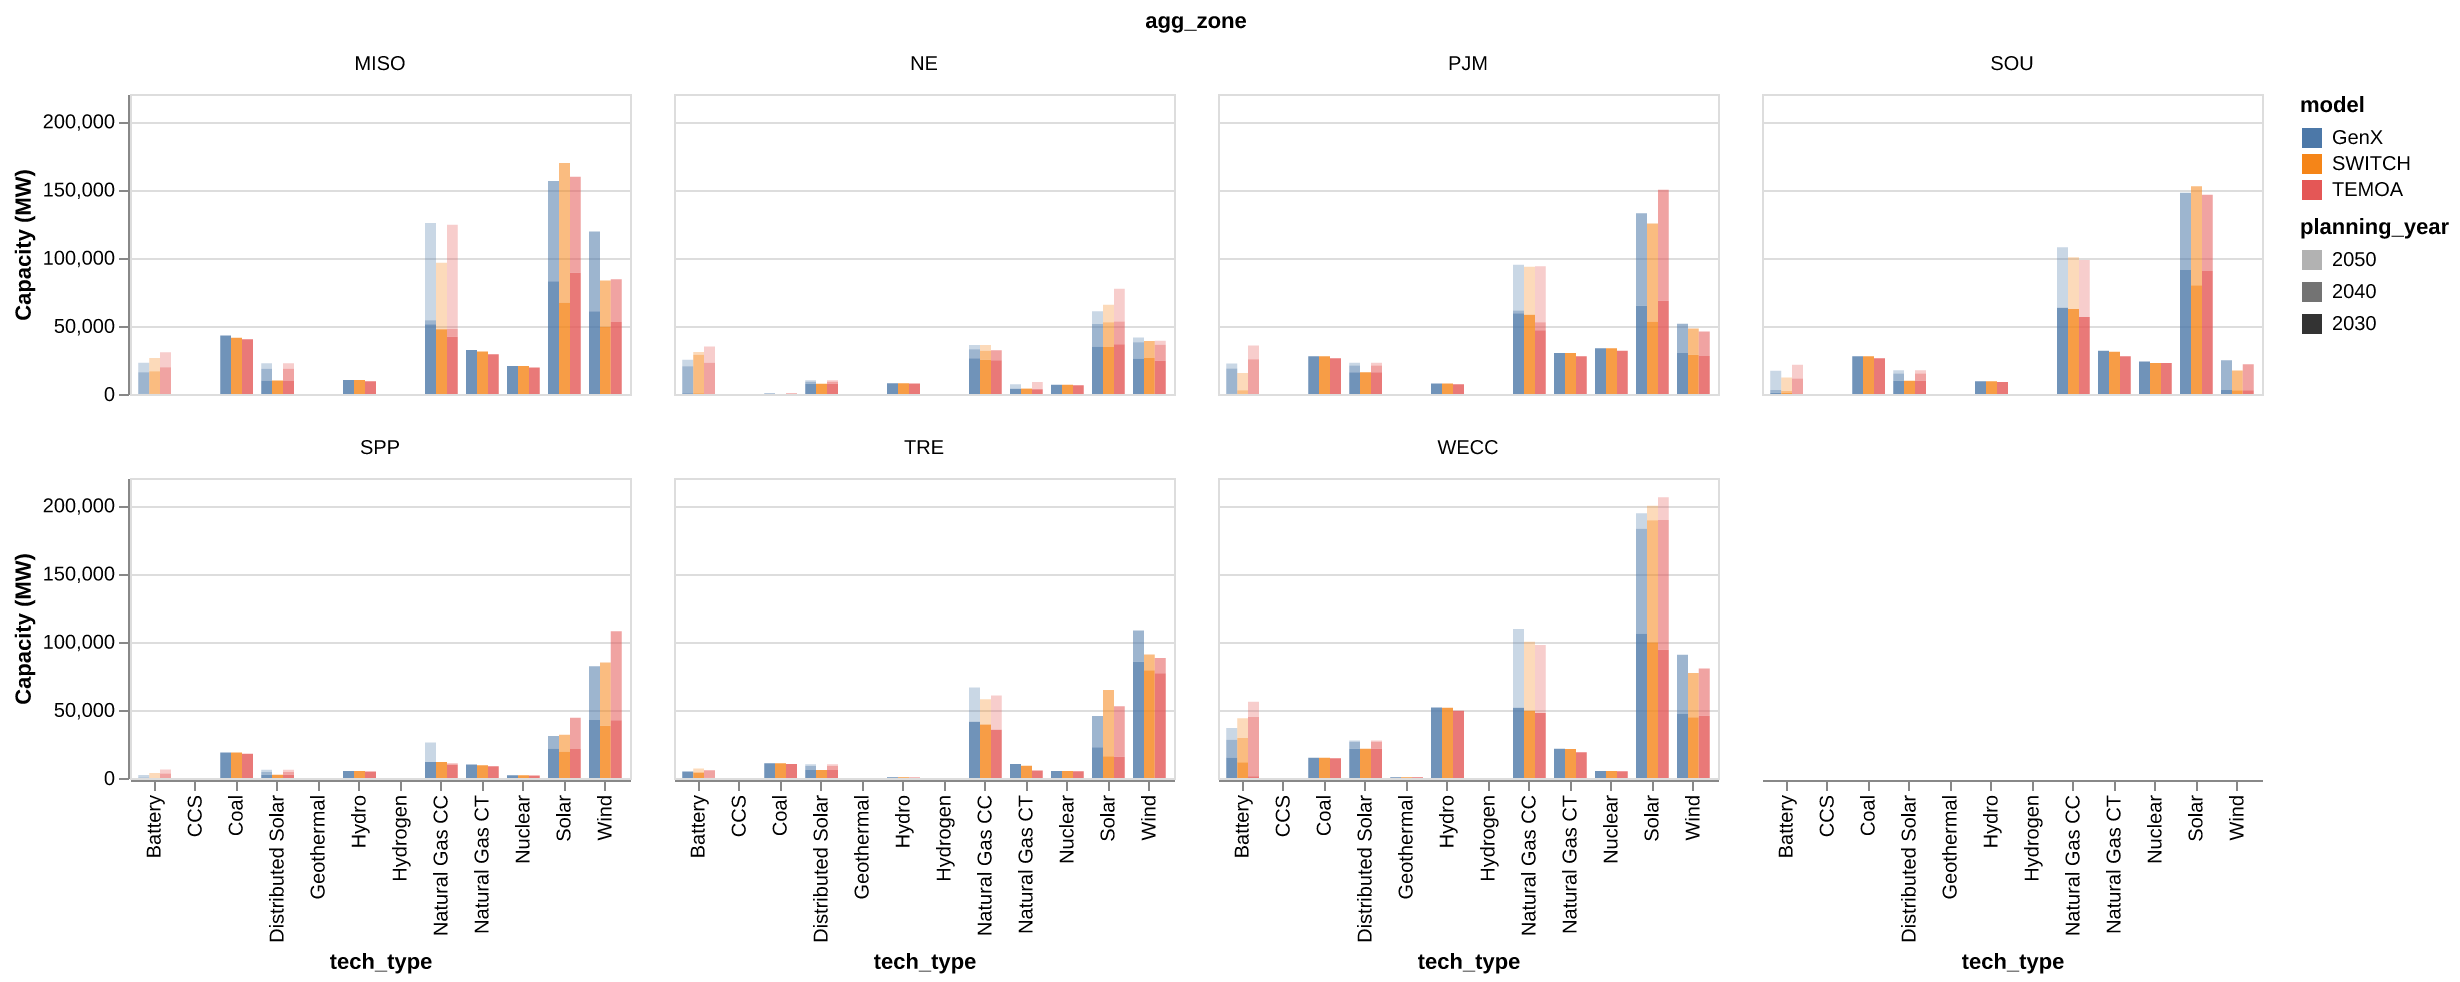 agg_zone
MISO
NE
PJM
SOU
model
GenX
SWITCH
TEMOA
planning_year
2050
2040
2030
Capacity (MW)
200,000
150,000
100,000
50,000
0
SPP
TRE
WECC
Capacity (MW)
200,000
150,000
100,000
50,000
0
Battery
CCS
Coal
Distributed Solar
Geothermal
Hydro
Hydrogen
Natural Gas CC
Natural Gas CT
Nuclear
Solar
Wind
tech_type
Battery
CCS
Coal
Distributed Solar
Geothermal
Hydro
Hydrogen
Natural Gas CC
Natural Gas CT
Nuclear
Solar
Wind
tech_type
Battery
CCS
Coal
Distributed Solar
Geothermal
Hydro
Hydrogen
Natural Gas CC
Natural Gas CT
Nuclear
Solar
Wind
tech_type
Battery
CCS
Coal
Distributed Solar
Geothermal
Hydro
Hydrogen
Natural Gas CC
Natural Gas CT
Nuclear
Solar
Wind
tech_type